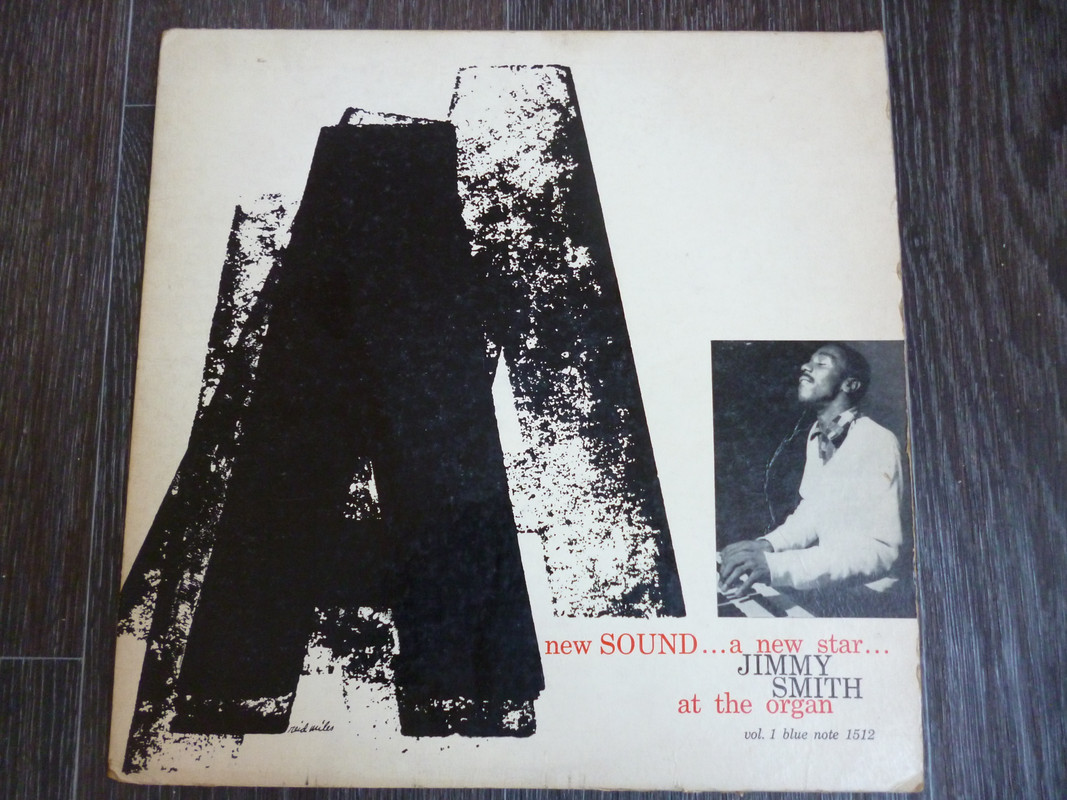 A
new SOUND...a new star...
JIMMY
SMITH
at the organ
reid miles
vol. 1 blue note 1512